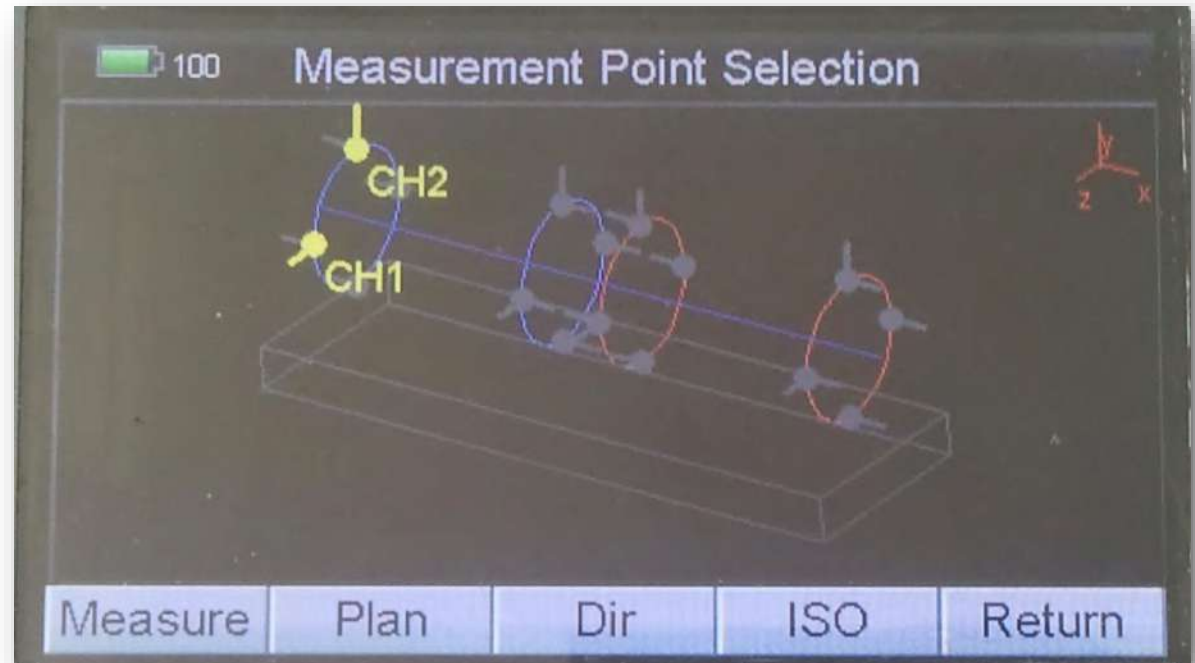 100 Measurement Point Selection
CH2
y
z x
CH1
Measure Plan Dir ISO Return